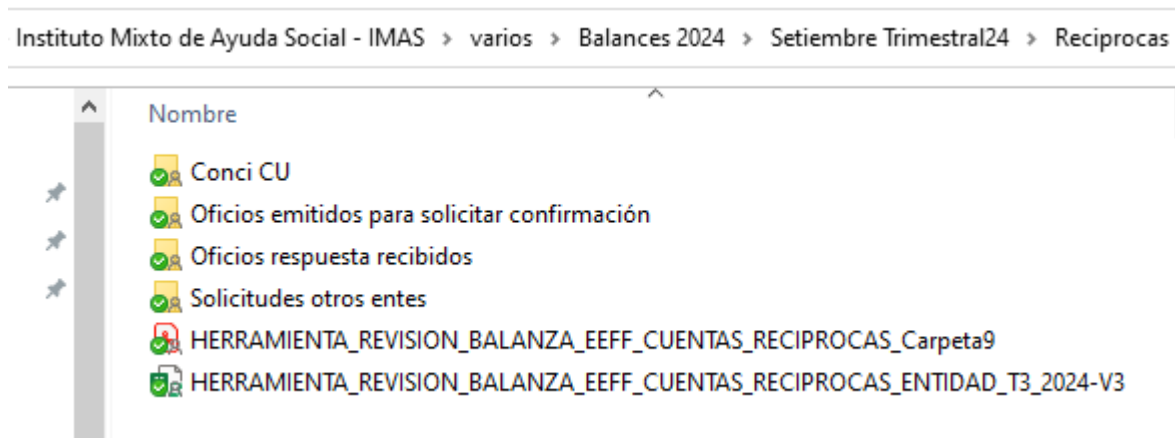 Instituto Mixto de Ayuda Social - IMAS > varios > Balances 2024 > Setiembre Trimestral24 > Reciprocas
Nombre
Conci CU
Oficios emitidos para solicitar confirmación
Oficios respuesta recibidos
Solicitudes otros entes
HERRAMIENTA_REVISION_BALANZA_EEFF_CUENTAS_RECIPROCAS_Carpeta9
HERRAMIENTA_REVISION_BALANZA_EEFF_CUENTAS_RECIPROCAS_ENTIDAD_T3_2024-V3